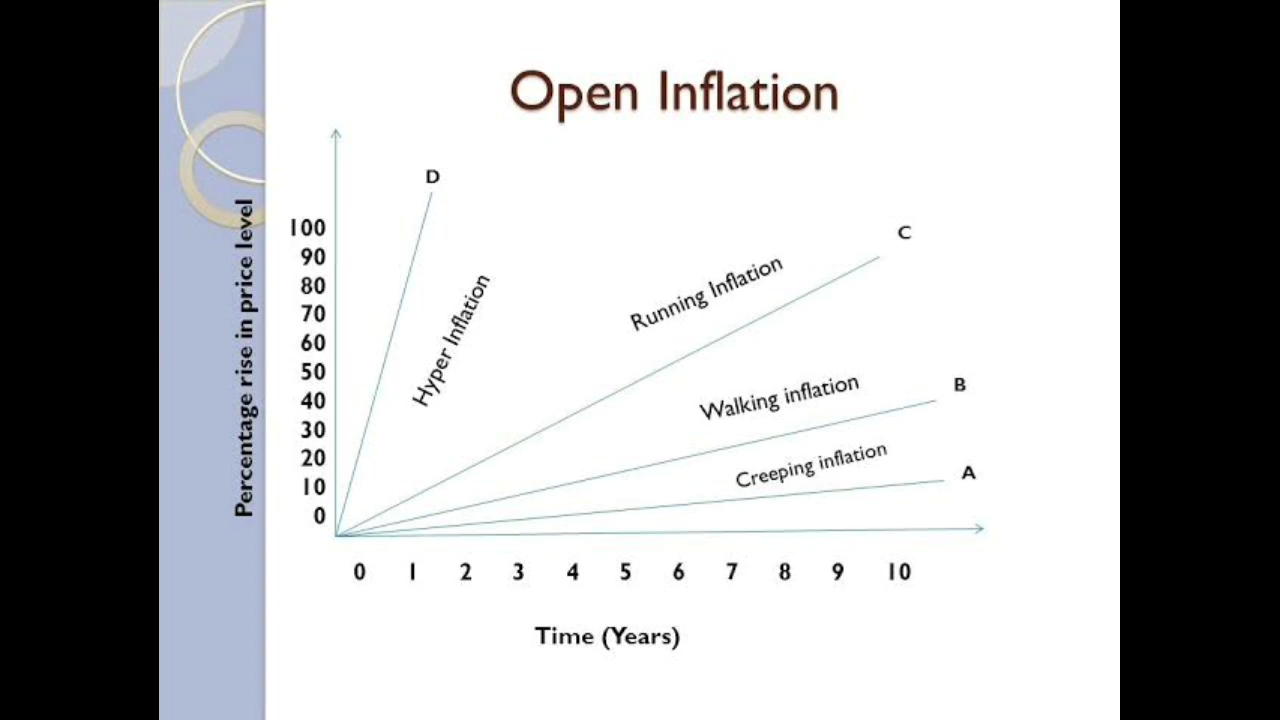 Open Inflation
Percentage rise in price level
100
90
80
70
60
50
40
30
20
10
0
D
Hyper Inflation
C
Running Inflation
B
Walking inflation
A
Creeping inflation
0 1 2 3 4 5 6 7 8 9 10
Time (Years)